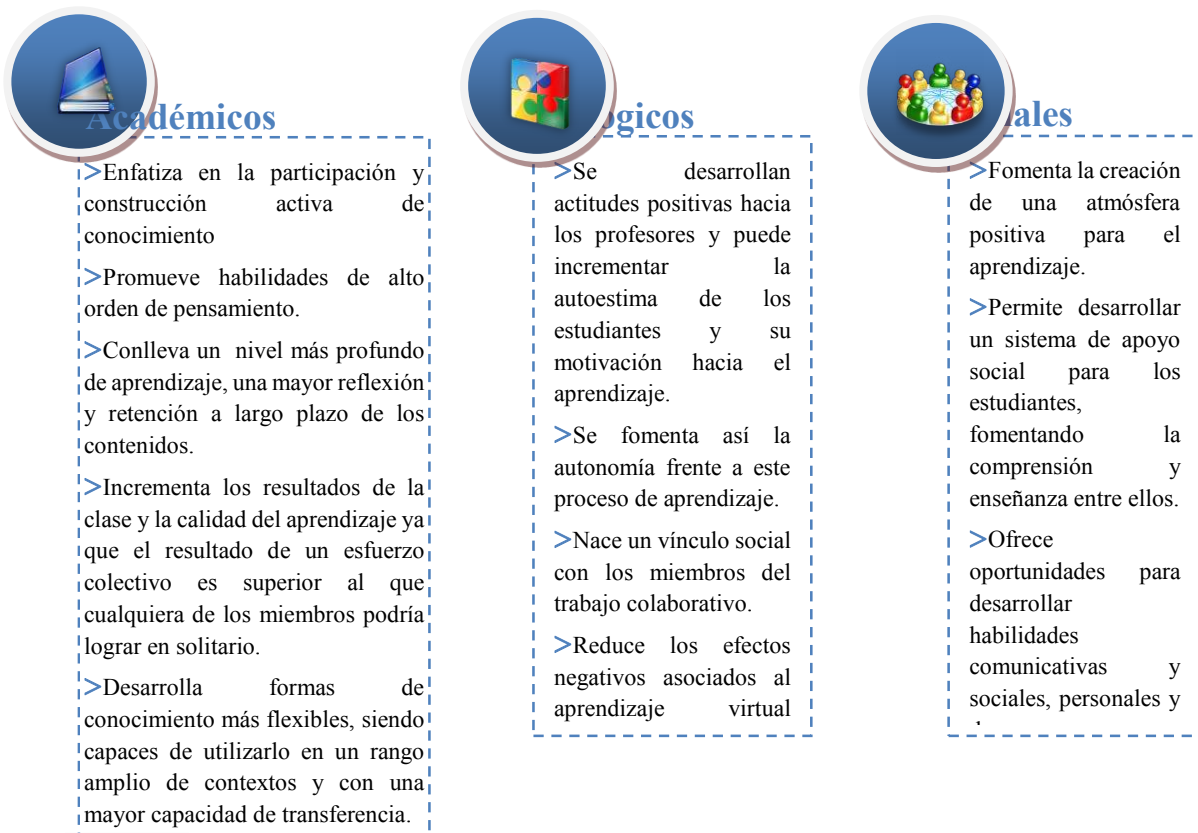 Académicos
>Enfatiza en la participación y
construcción activa de
conocimiento
>Promueve habilidades de alto
orden de pensamiento.
>Conlleva un nivel más profundo
de aprendizaje, una mayor reflexión
y retención a largo plazo de los
contenidos.
>Incrementa los resultados de la
clase y la calidad del aprendizaje ya
que el resultado de un esfuerzo
colectivo es superior al que
cualquiera de los miembros podría
lograr en solitario.
>Desarrolla formas de
conocimiento más flexibles, siendo
capaces de utilizarlo en un rango
amplio de contextos y con una
mayor capacidad de transferencia.
ogicos
>Se desarrollan
actitudes positivas hacia
los profesores y puede
incrementar la
autoestima de los
estudiantes y su
motivación hacia el
aprendizaje.
>Se fomenta así la
autonomía frente a este
proceso de aprendizaje.
>Nace un vínculo social
con los miembros del
trabajo colaborativo.
>Reduce los efectos
negativos asociados al
aprendizaje virtual
ales
>Fomenta la creación
de una atmósfera
positiva para el
aprendizaje.
>Permite desarrollar
un sistema de apoyo
social para los
estudiantes,
fomentando la
comprensión y
enseñanza entre ellos.
>Ofrece
oportunidades para
desarrollar
habilidades
comunicativas y
sociales, personales y